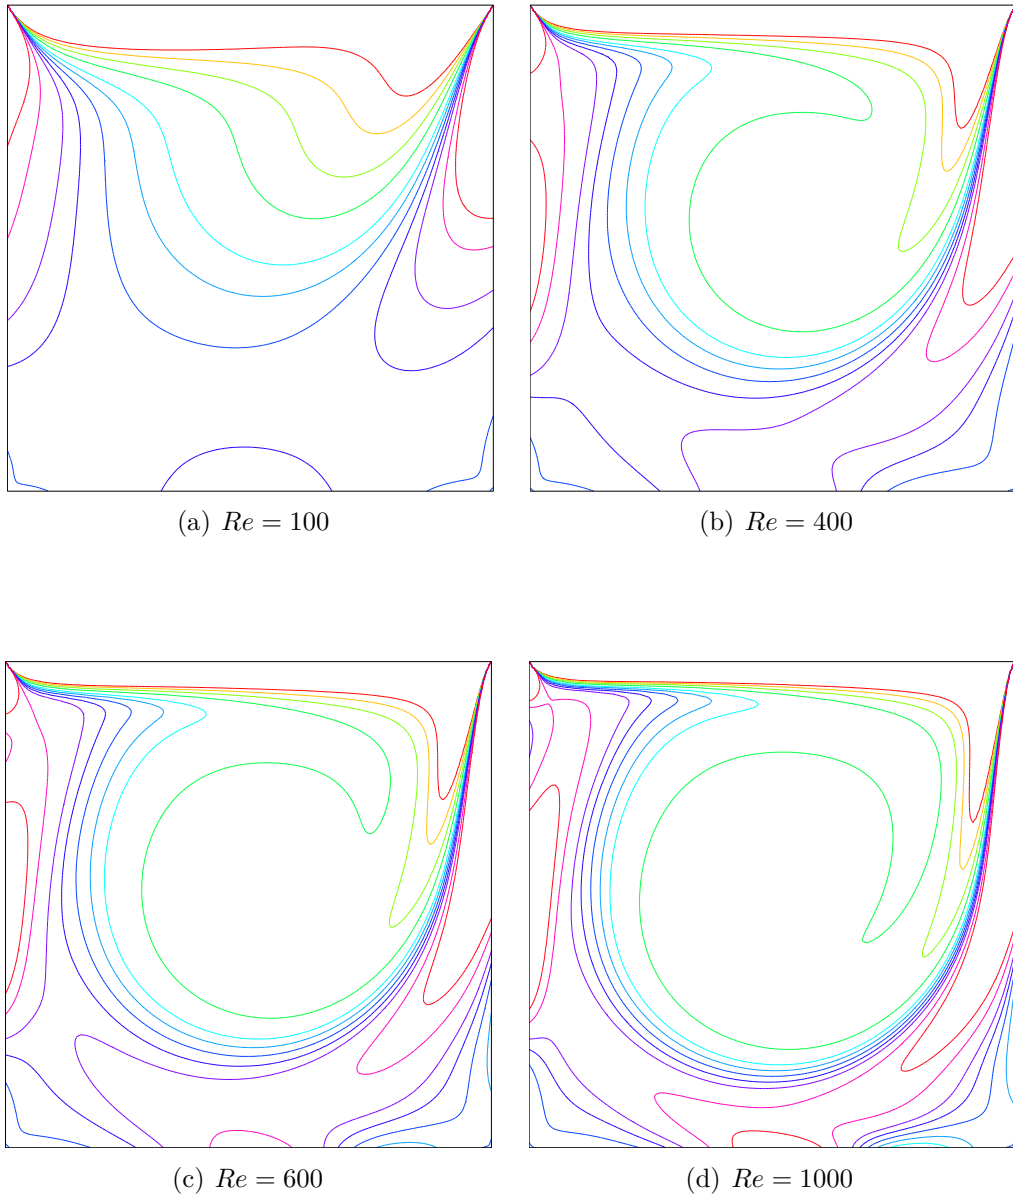 (a) Re = 100
(b) Re = 400
(c) Re = 600
(d) Re = 1000